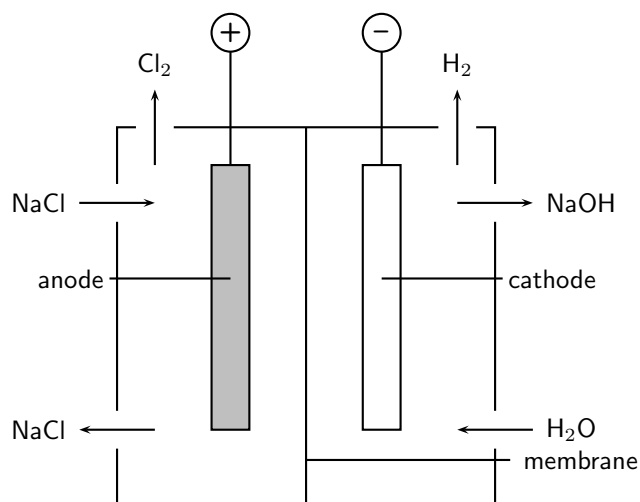 +
−
Cl₂
H₂
NaCl
NaOH
anode
cathode
NaCl
H₂O
membrane